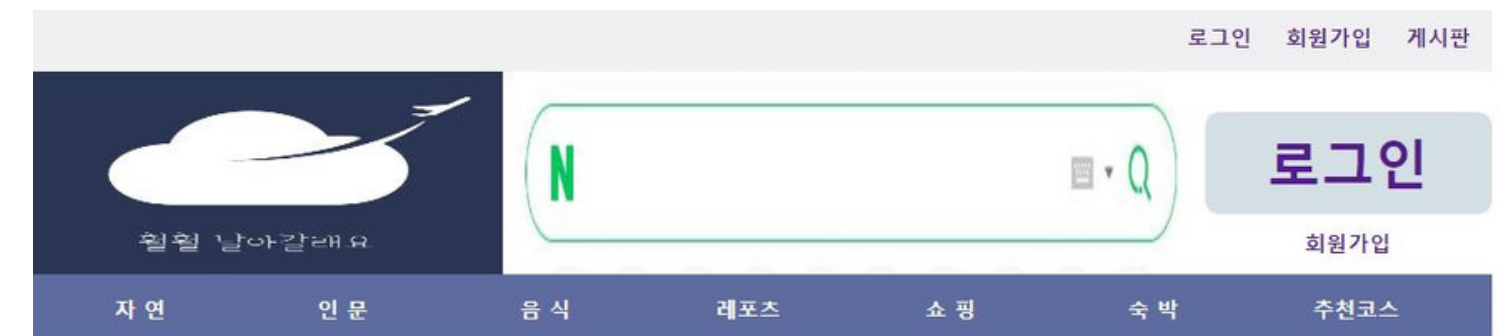 로그인 회원가입 게시판
N
로그인
훨훨 날아갈래요
회원가입
자연 인문 음식 레포츠 쇼핑 숙박 추천코스